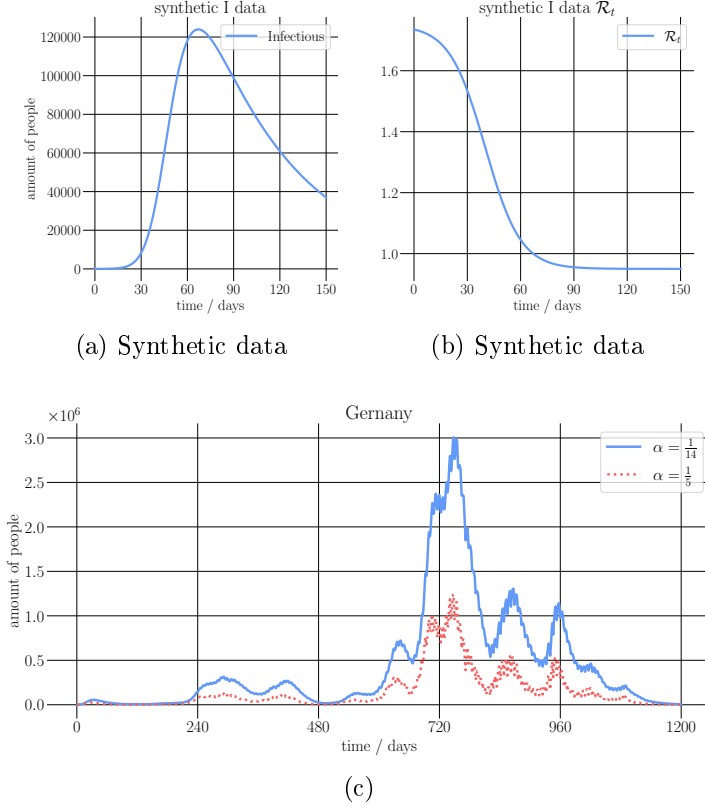 synthetic I data
Infectious
120000
100000
80000
60000
40000
20000
0
amount of people
0 30 60 90 120 150
time / days
(a) Synthetic data
synthetic I data ℛₜ
ℛₜ
1.6
1.4
1.2
1.0
0 30 60 90 120 150
time / days
(b) Synthetic data
×10⁶
Gernany
α = 1/14
α = 1/5
3.0
2.5
2.0
1.5
1.0
0.5
0.0
amount of people
0 240 480 720 960 1200
time / days
(c)